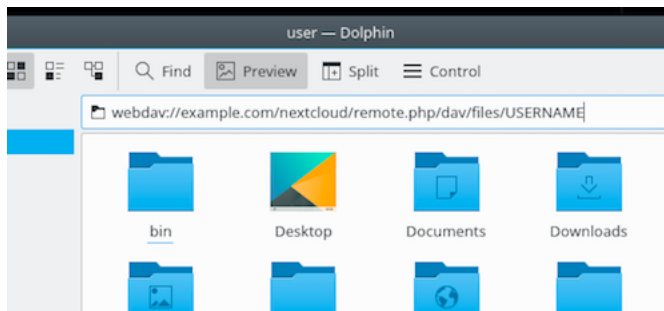 user — Dolphin
Find Preview Split Control
webdav://example.com/nextcloud/remote.php/dav/files/USERNAME
bin Desktop Documents Downloads